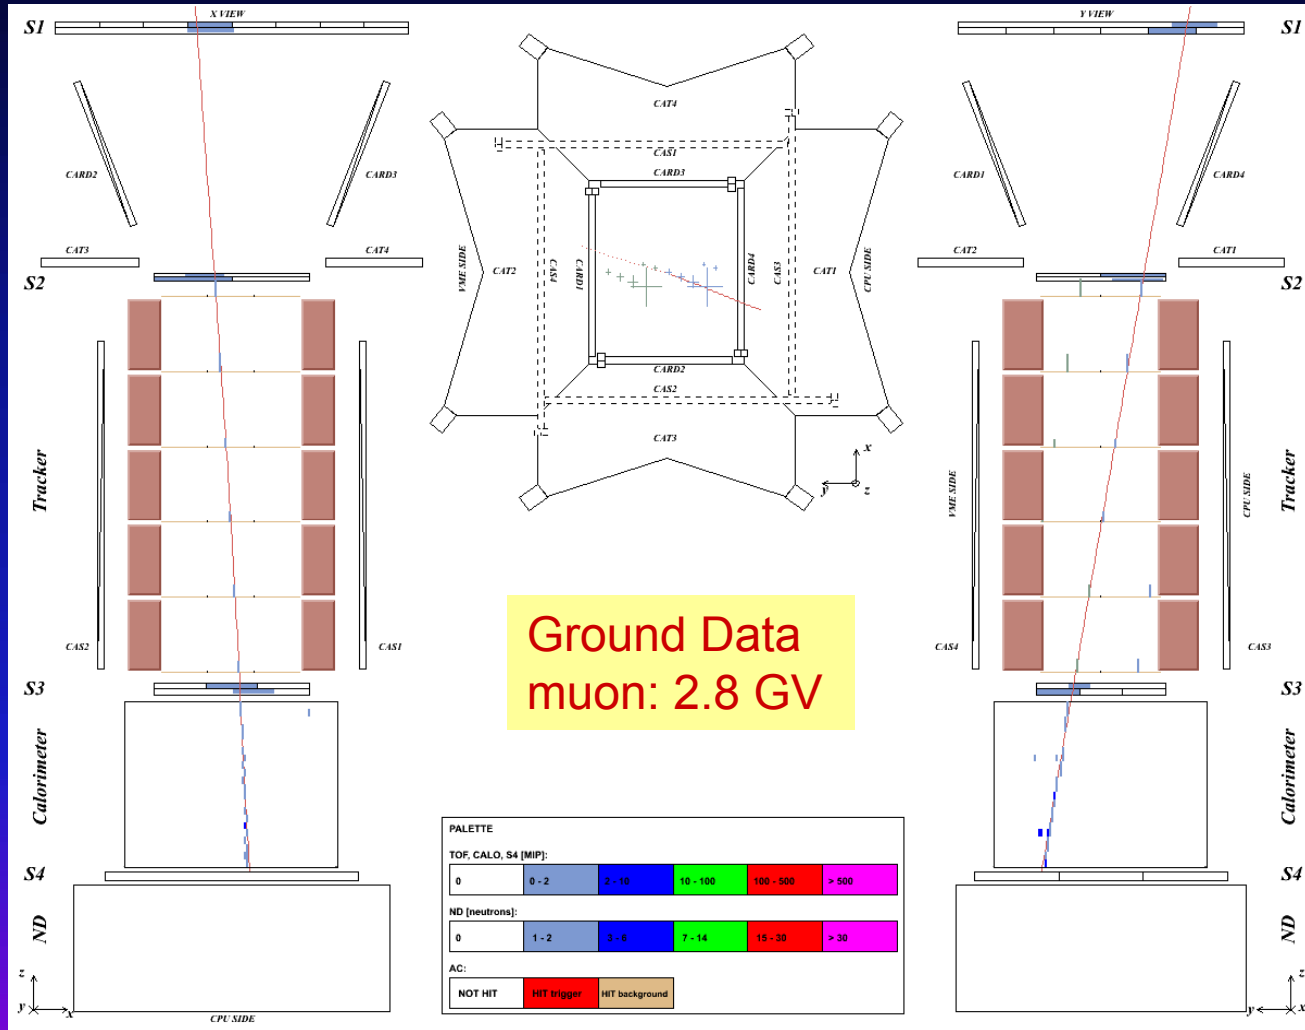 X VIEW
Y VIEW
S1
S1
CARD2
CARD3
CAT3
CAT4
S2
Tracker
CAS2
CAS1
S3
Calorimeter
S4
ND
z
y
x
CPU SIDE
CAT4
CAS1
CARD3
VME SIDE
CAT2
CAS4
CARD1
CARD4
CAS3
CAT1
CPU SIDE
CARD2
CAS2
CAT3
x
y
z
Ground Data
muon: 2.8 GV
PALETTE
TOF, CALO, S4 [MIP]:
0 0 - 2 2 - 10 10 - 100 100 - 500 > 500
ND [neutrons]:
0 1 - 2 3 - 6 7 - 14 15 - 30 > 30
AC:
NOT HIT HIT trigger HIT background
CARD1
CARD4
CAT2
CAT1
S2
VME SIDE
CPU SIDE
Tracker
CAS4
CAS3
S3
Calorimeter
S4
ND
z
y
x